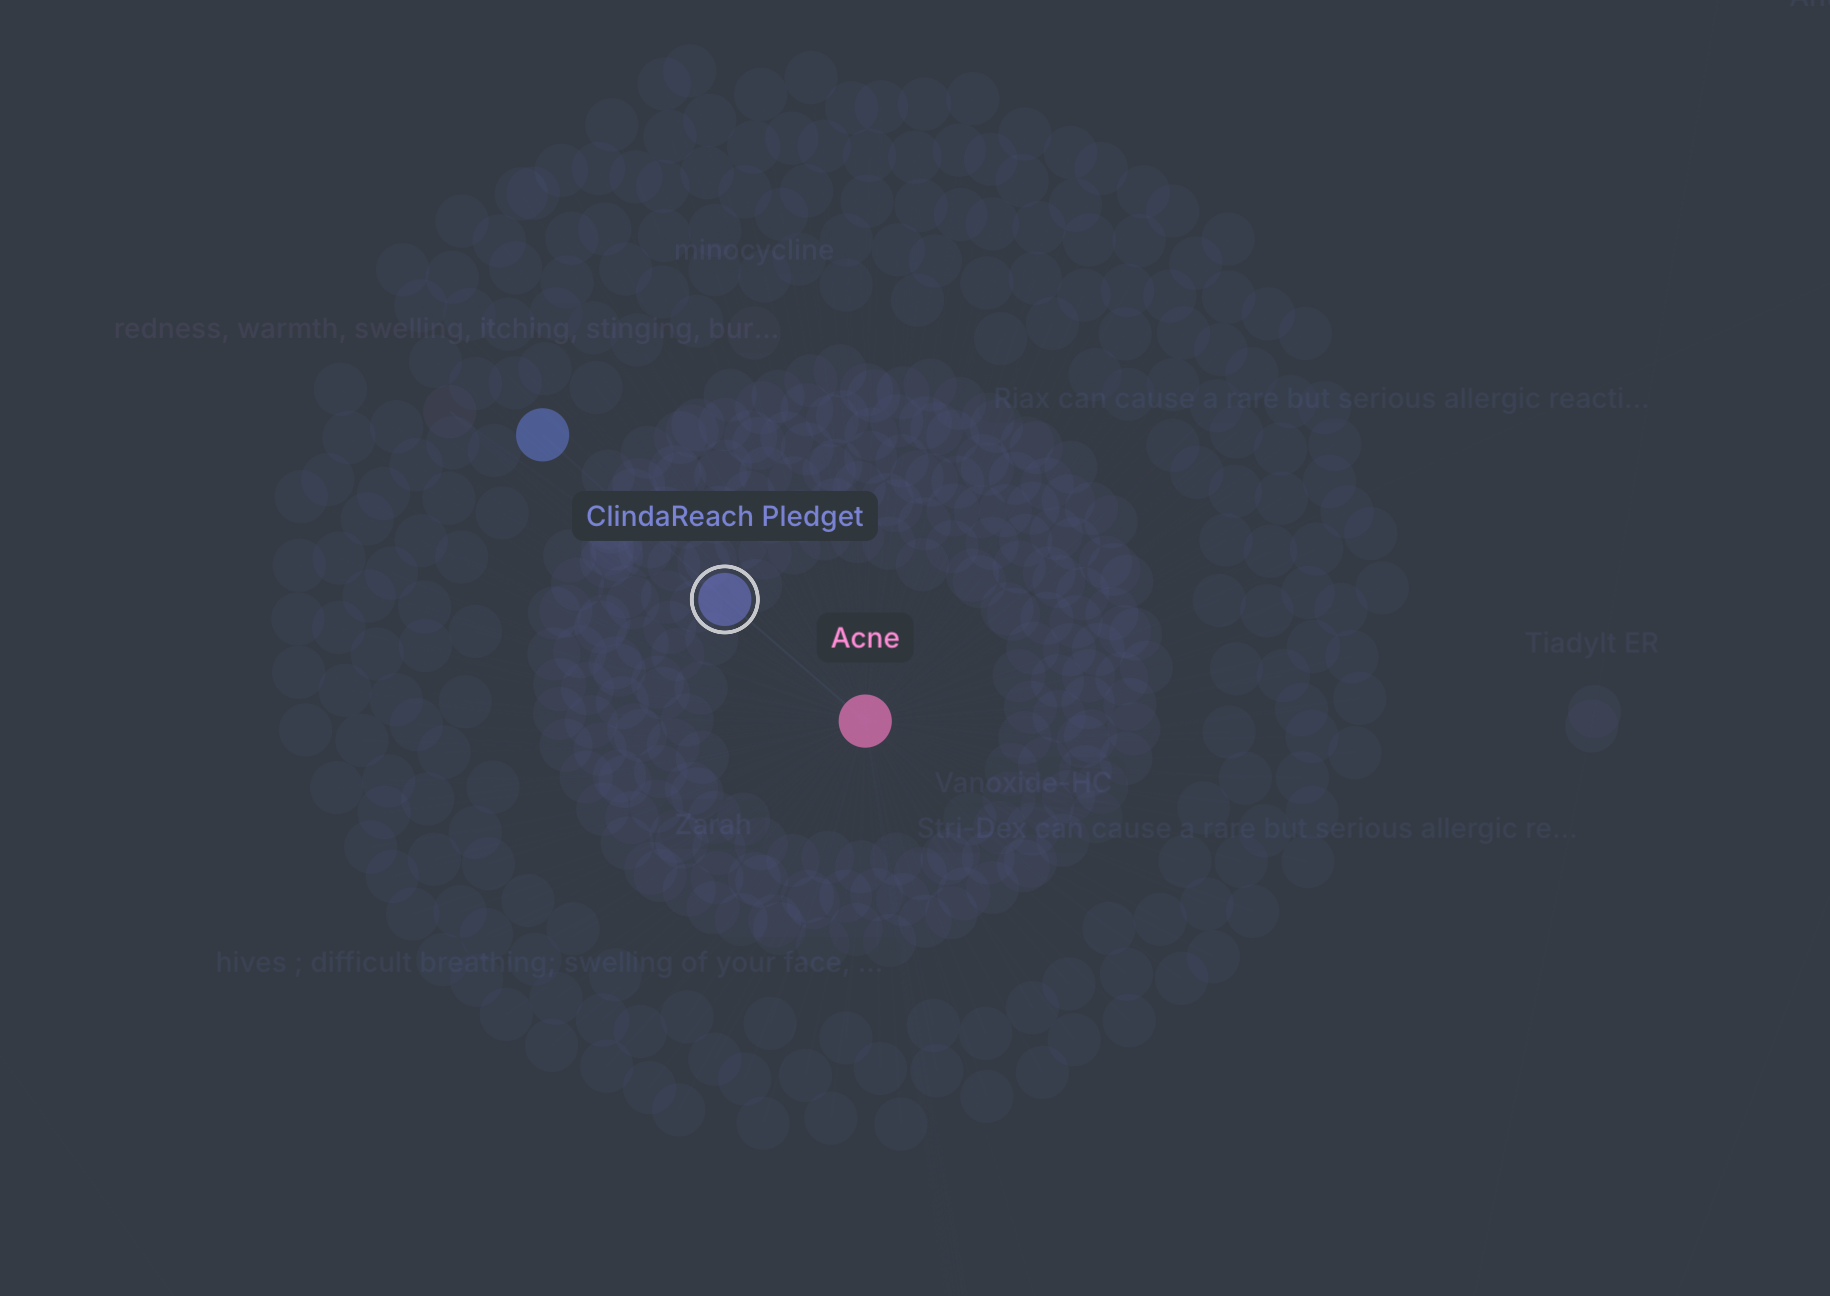 minocycline
redness, warmth, swelling, itching, stinging, bur...
Riax can cause a rare but serious allergic reacti...
ClindaReach Pledget
Acne
Tiadylt ER
Vanoxide-HC
Zarah
Stri-Dex can cause a rare but serious allergic re...
hives ; difficult breathing; swelling of your face, ...